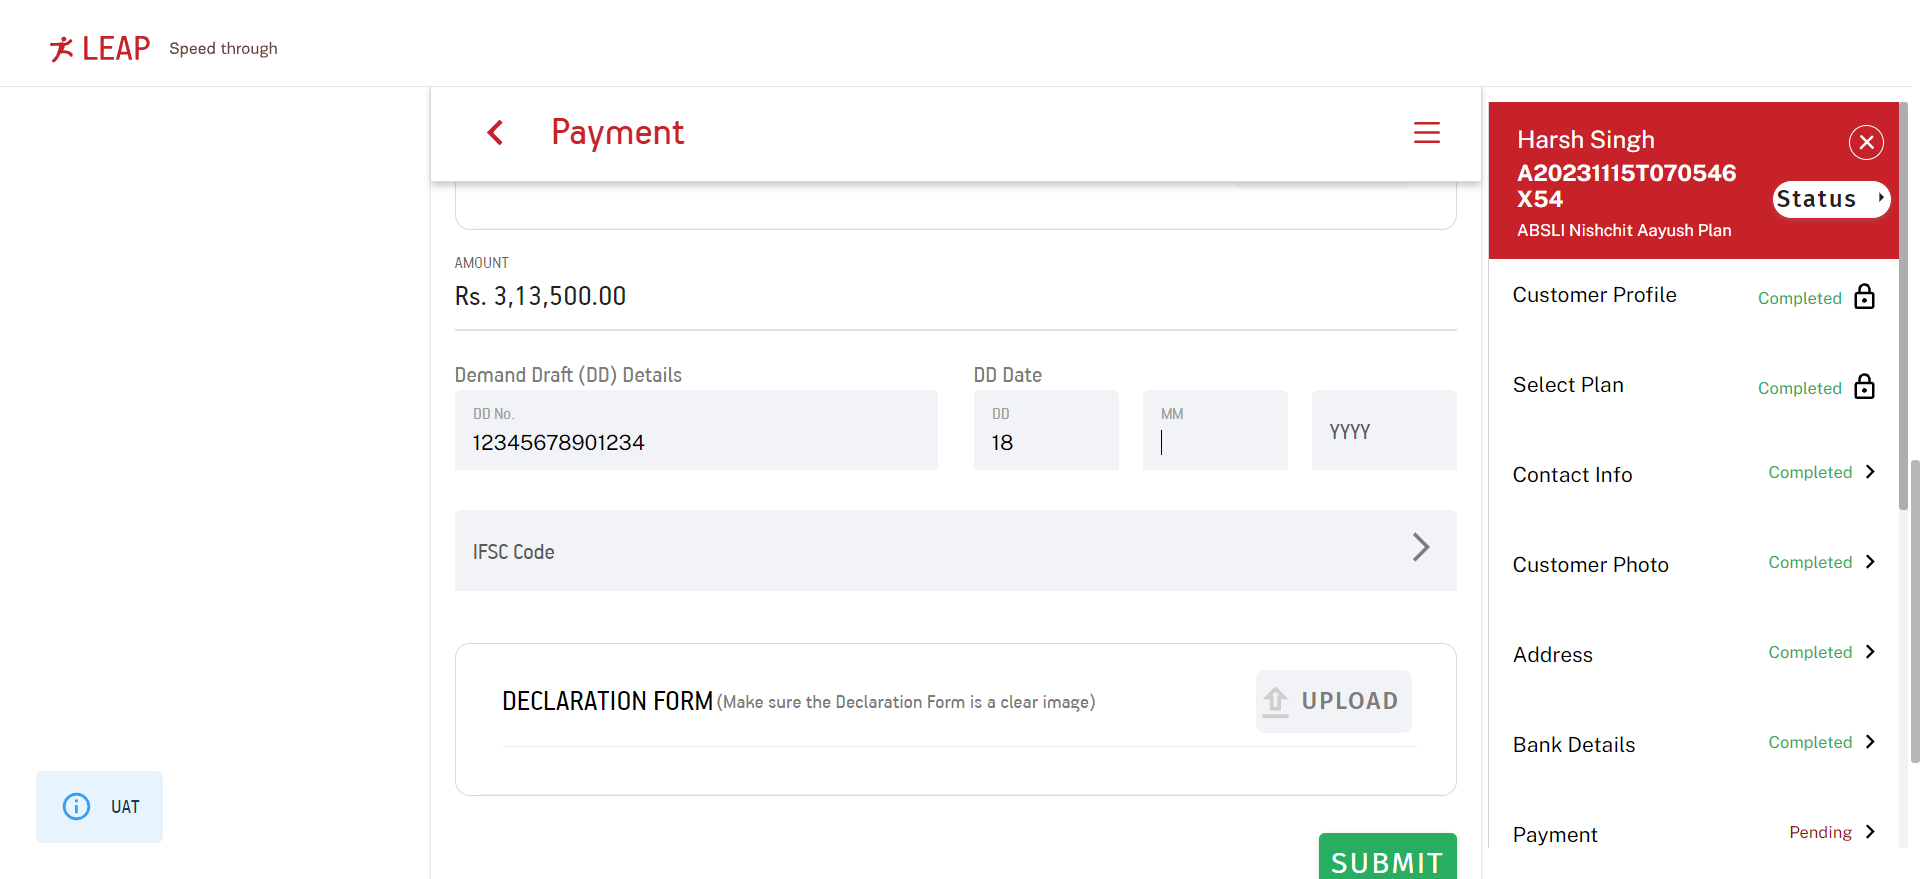 LEAP Speed through
Payment
AMOUNT
Rs. 3,13,500.00
Demand Draft (DD) Details
DD Date
DD No.
12345678901234
DD
18
MM
YYYY
IFSC Code
DECLARATION FORM (Make sure the Declaration Form is a clear image)
UPLOAD
SUBMIT
UAT
Harsh Singh
A20231115T070546
X54
ABSLI Nishchit Aayush Plan
Status
Customer Profile Completed
Select Plan Completed
Contact Info Completed
Customer Photo Completed
Address Completed
Bank Details Completed
Payment Pending